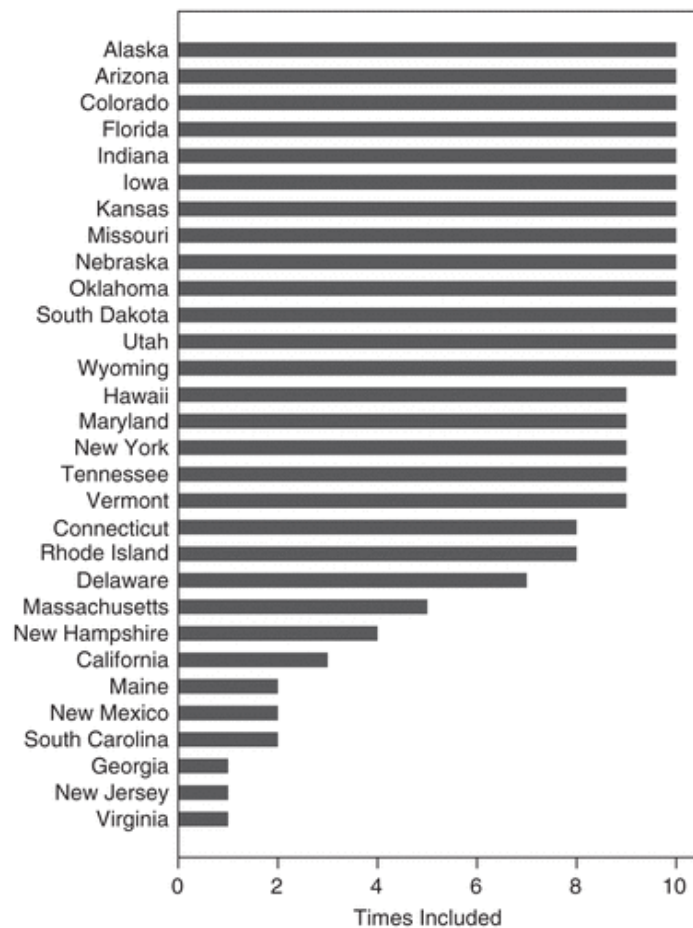 Alaska
Arizona
Colorado
Florida
Indiana
Iowa
Kansas
Missouri
Nebraska
Oklahoma
South Dakota
Utah
Wyoming
Hawaii
Maryland
New York
Tennessee
Vermont
Connecticut
Rhode Island
Delaware
Massachusetts
New Hampshire
California
Maine
New Mexico
South Carolina
Georgia
New Jersey
Virginia
0 2 4 6 8 10
Times Included